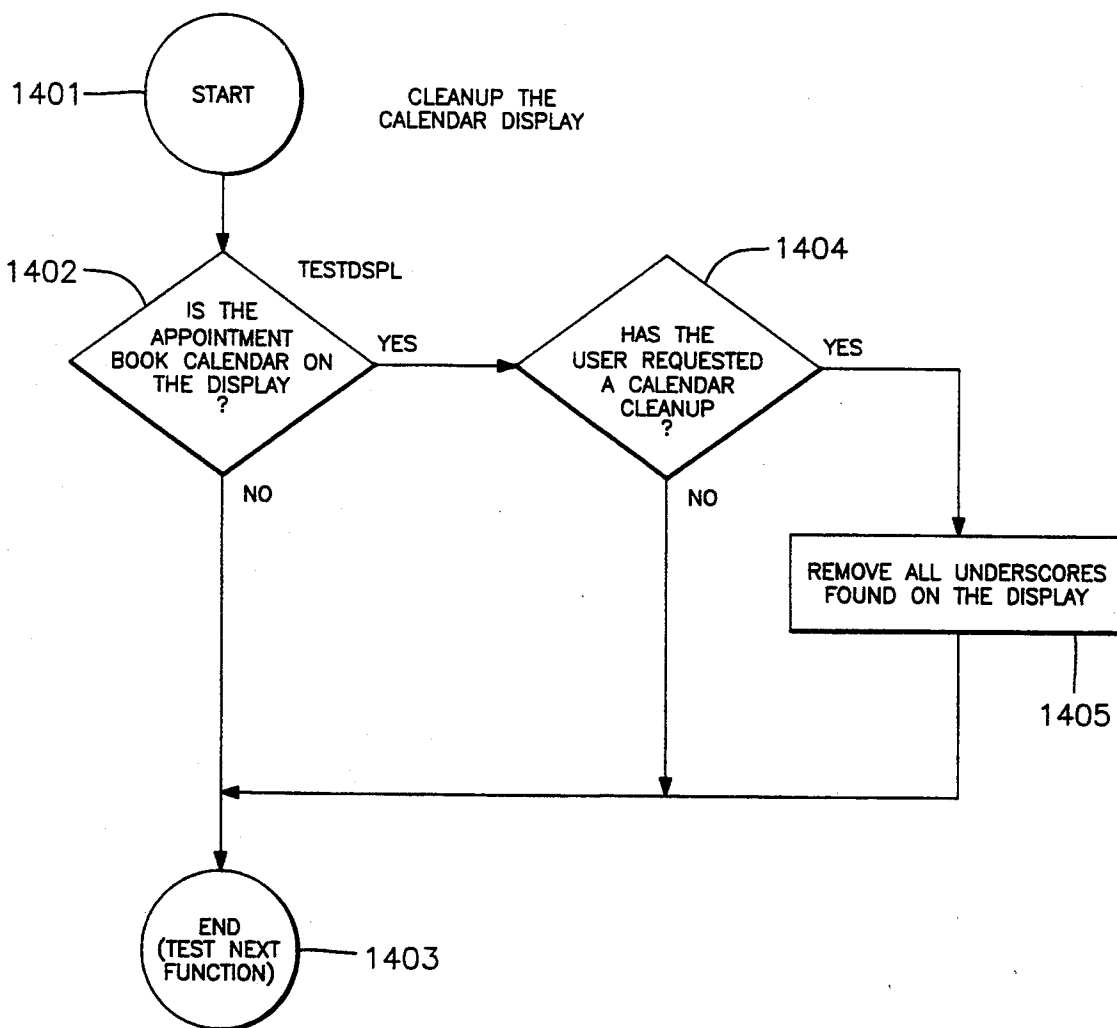 1401
START
CLEANUP THE
CALENDAR DISPLAY
1402
TESTDSPL
IS THE
APPOINTMENT
BOOK CALENDAR ON
THE DISPLAY
?
YES
NO
1404
HAS THE
USER REQUESTED
A CALENDAR
CLEANUP
?
YES
NO
REMOVE ALL UNDERSCORES
FOUND ON THE DISPLAY
1405
END
(TEST NEXT
FUNCTION)
1403